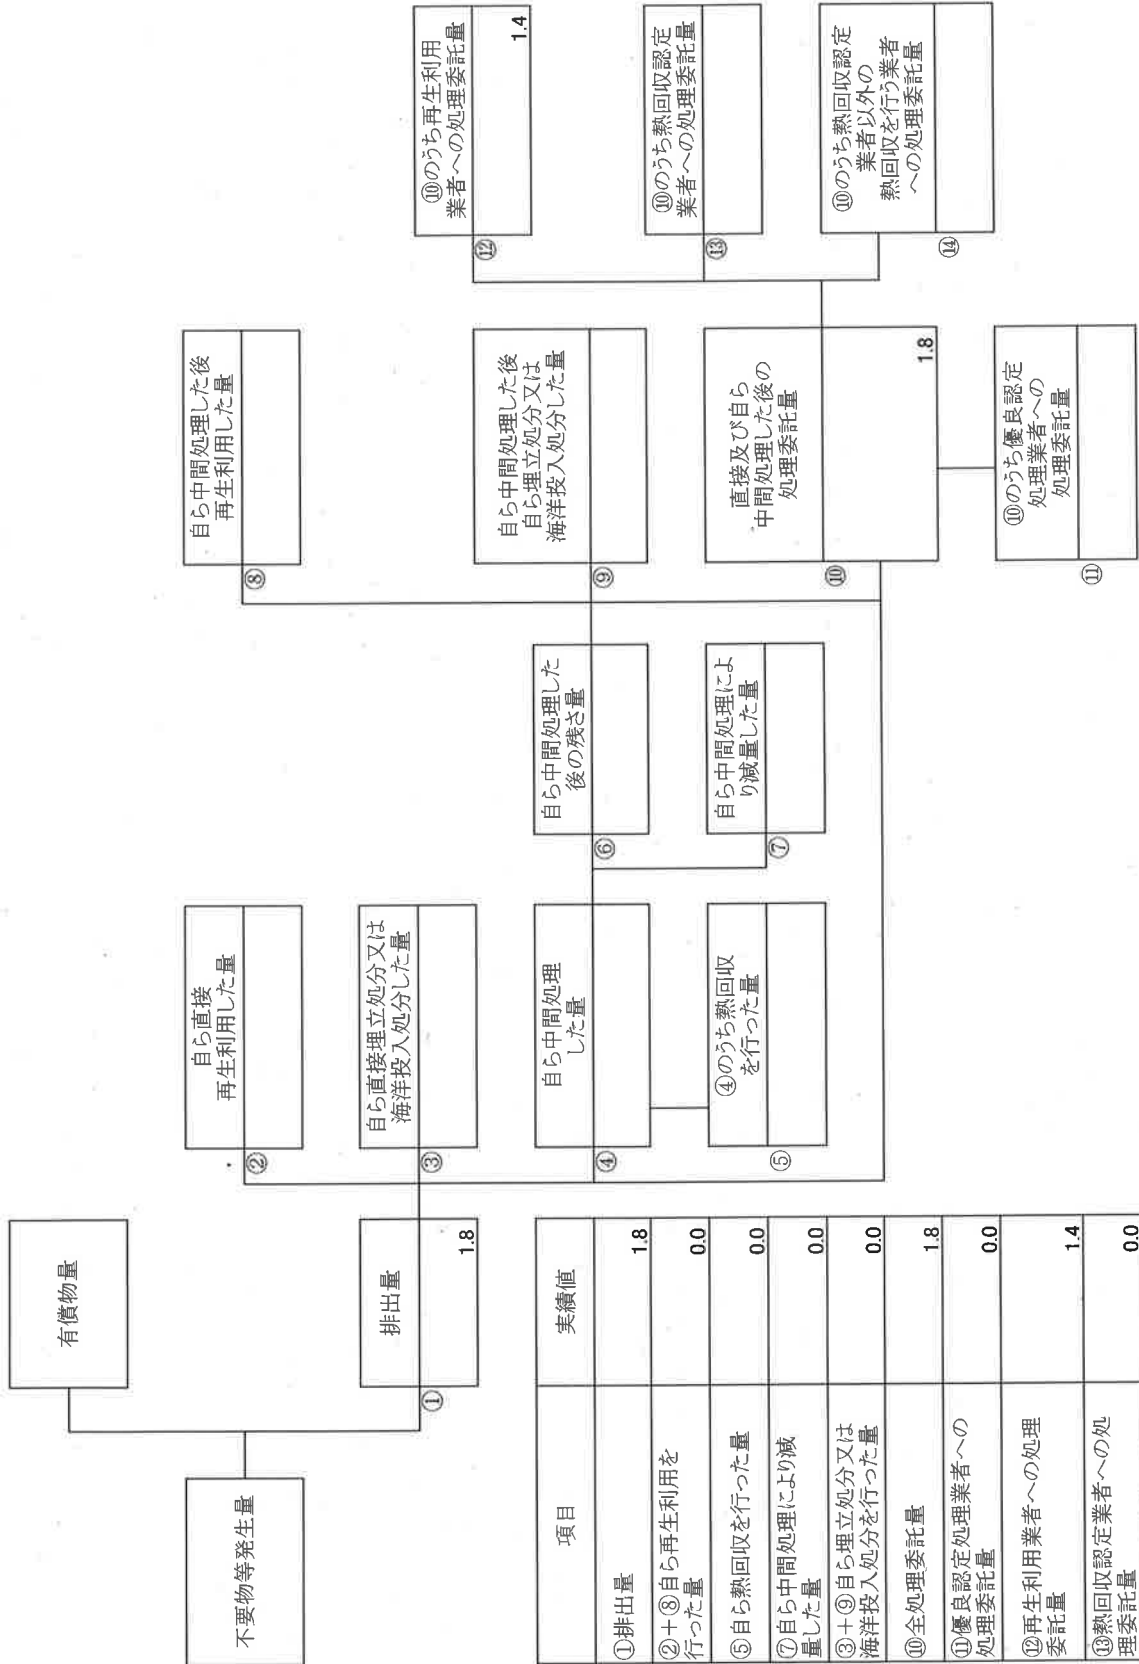 不要物等発生量
有償物量
排出量
①
1.8
自ら直接
再生利用した量
②
自ら直接埋立処分又は
海洋投入処分した量
③
自ら中間処理
した量
④
④のうち熱回収
を行った量
⑤
自ら中間処理した
後の残さ量
⑥
自ら中間処理によ
り減量した量
⑦
自ら中間処理した後
再生利用した量
⑧
自ら中間処理した後
自ら埋立処分又は
海洋投入処分した量
⑨
直接及び自ら
中間処理した後の
処理委託量
⑩
1.8
⑩のうち優良認定
処理業者への
処理委託量
⑪
⑩のうち再生利用
業者への処理委託量
⑫
1.4
⑩のうち熱回収認定
業者への処理委託量
⑬
⑩のうち熱回収認定
業者以外の
熱回収を行う業者
への処理委託量
⑭
項目 実績値
①排出量 1.8
②+⑧自ら再生利用を
行った量 0.0
⑤自ら熱回収を行った量 0.0
⑦自ら中間処理により減
量した量 0.0
③+⑨自ら埋立処分又は
海洋投入処分を行った量 0.0
⑩全処理委託量 1.8
⑪優良認定処理業者への
処理委託量 0.0
⑫再生利用業者への処理
委託量 1.4
⑬熱回収認定業者への処
理委託量 0.0